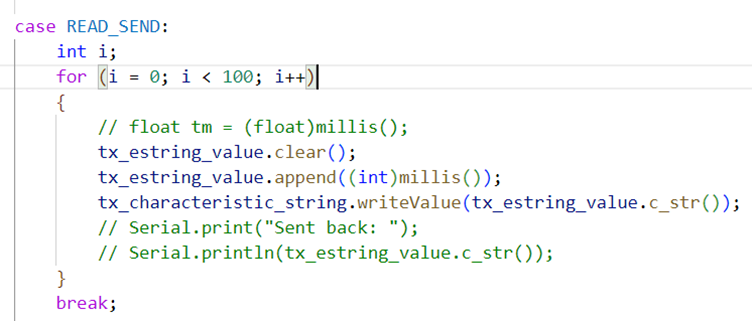 case READ_SEND:
int i;
for (i = 0; i < 100; i++)
{
// float tm = (float)millis();
tx_estring_value.clear();
tx_estring_value.append((int)millis());
tx_characteristic_string.writeValue(tx_estring_value.c_str());
// Serial.print("Sent back: ");
// Serial.println(tx_estring_value.c_str());
}
break;